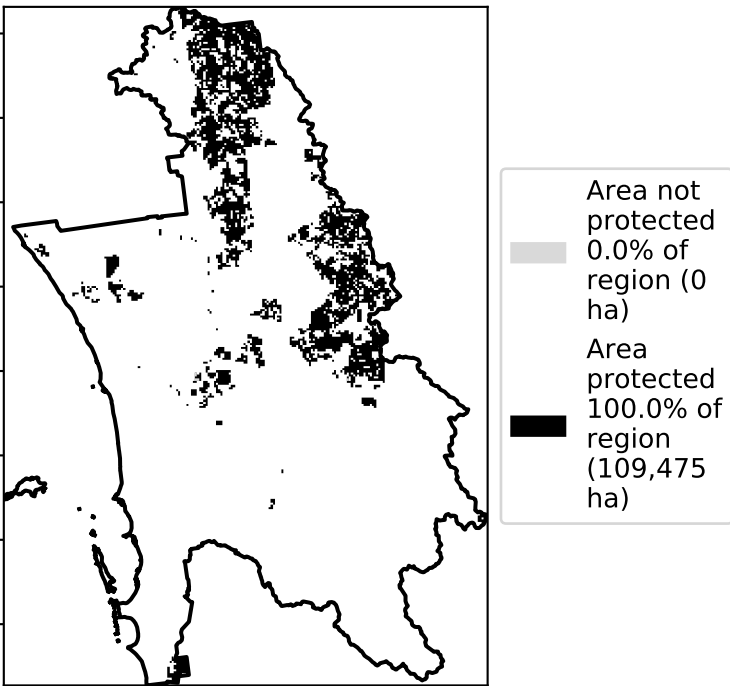 Area not
protected
0.0% of
region (0
ha)
Area
protected
100.0% of
region
(109,475
ha)